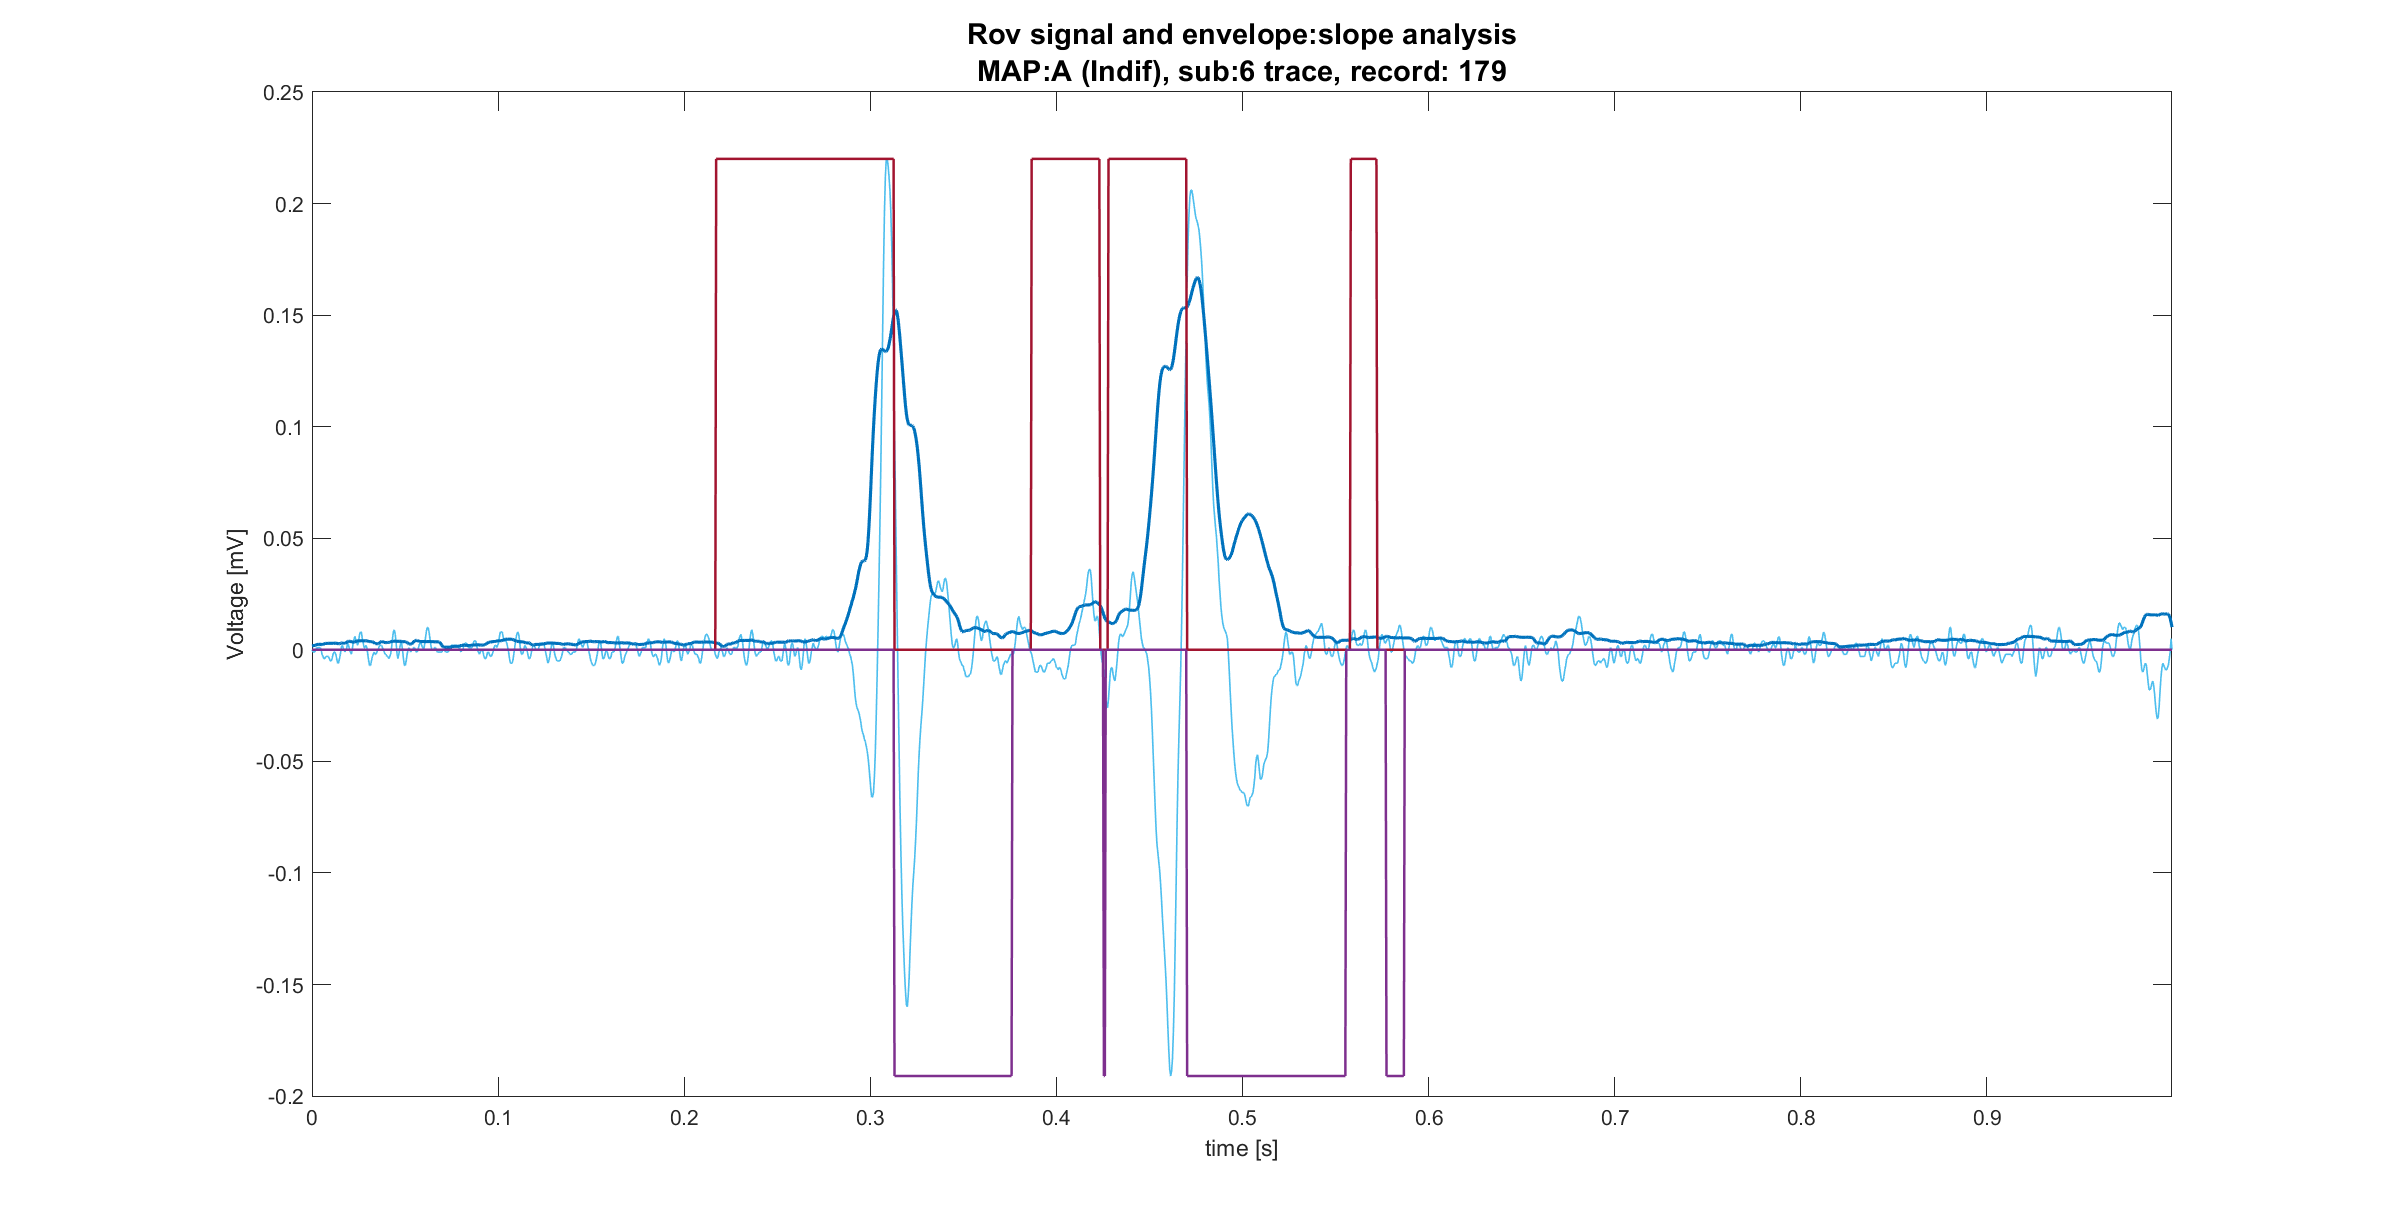 Rov signal and envelope:slope analysis
MAP:A (Indif), sub:6 trace, record: 179
0.25
0.2
0.15
0.1
0.05
0
-0.05
-0.1
-0.15
-0.2
Voltage [mV]
0 0.1 0.2 0.3 0.4 0.5 0.6 0.7 0.8 0.9
time [s]